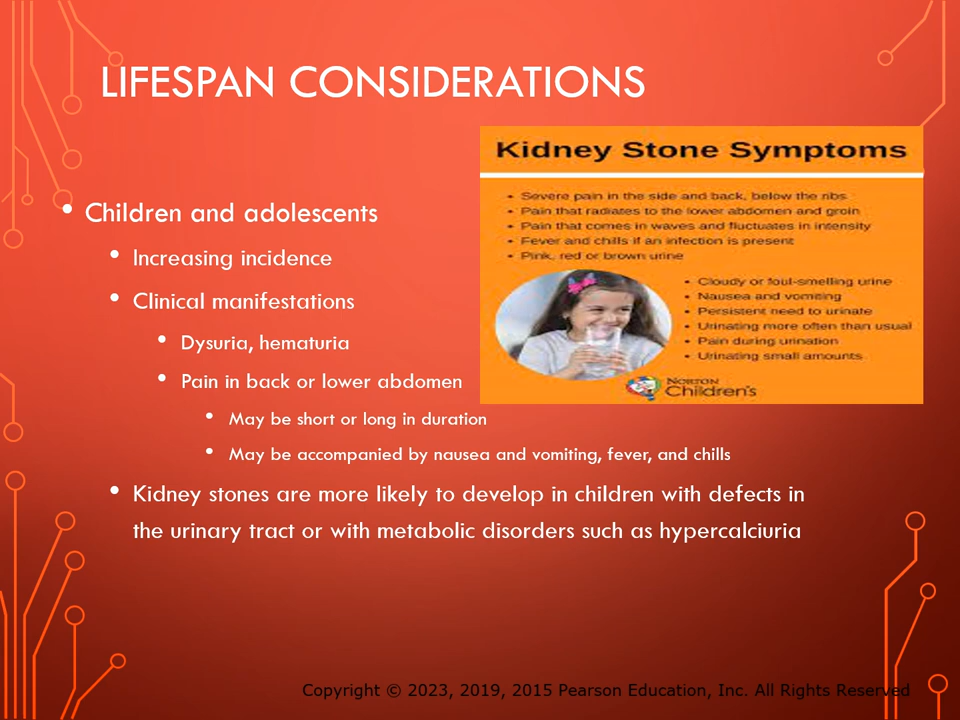 LIFESPAN CONSIDERATIONS
• Children and adolescents
• Increasing incidence
• Clinical manifestations
• Dysuria, hematuria
• Pain in back or lower abdomen
• May be short or long in duration
• May be accompanied by nausea and vomiting, fever, and chills
• Kidney stones are more likely to develop in children with defects in
the urinary tract or with metabolic disorders such as hypercalciuria
Kidney Stone Symptoms
• Severe pain in the side and back, below the ribs
• Pain that radiates to the lower abdomen and groin
• Pain that comes in waves and fluctuates in intensity
• Fever and chills if an infection is present
• Pink, red or brown urine
• Cloudy or foul-smelling urine
• Nausea and vomiting
• Persistent need to urinate
• Urinating more often than usual
• Pain during urination
• Urinating small amounts
NORTON
Children's
Copyright © 2023, 2019, 2015 Pearson Education, Inc. All Rights Reserved